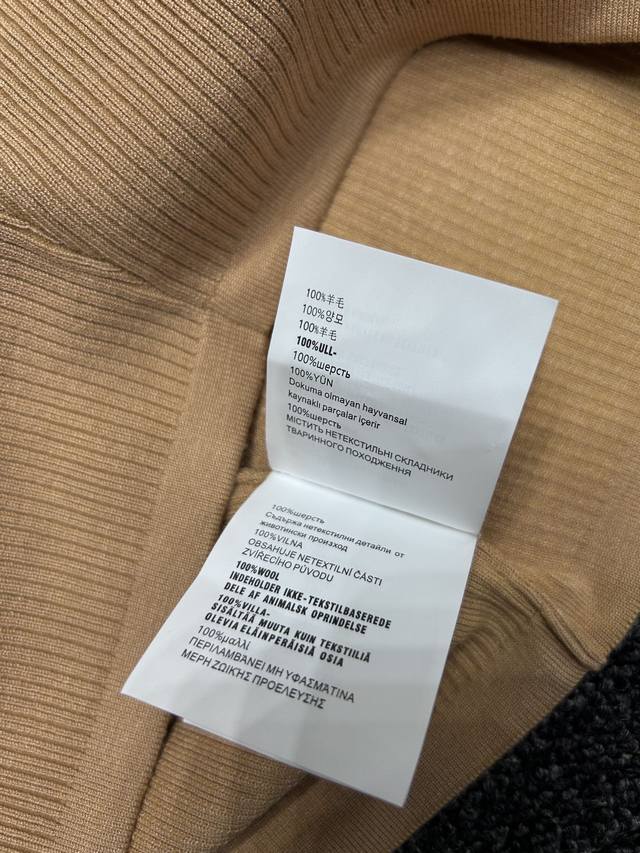 100%羊毛
100%양모
100%羊毛
100%ULL-
100%шерсть
100%YÜN
Dokuma olmayan hayvansal
kaynaklı parçalar içerir
100%шерсть
МІСТИТЬ НЕТЕКСТИЛЬНІ СКЛАДНИКИ
ТВАРИННОГО ПОХОДЖЕННЯ
100%шерсть
Съдържа нетекстилни детайли от
животински произход
100%VILNA
OBSAHUJE NETEXTILNÍ ČÁSTI
ZVÍŘECÍHO PŮVODU
100%WOOL
INDEHOLDER IKKE-TEKSTILBASEREDE
DELE AF ANIMALSK OPRINDELSE
100%VILLA-
SISÄLTÄÄ MUUTA KUIN TEKSTIILIÄ
OLEVIA ELÄINPERÄISIÄ OSIA
100%μαλλί
ΠΕΡΙΛΑΜΒΆΝΕΙ ΜΗ ΥΦΑΣΜΆΤΙΝΑ
ΜΕΡΗ ΖΩΙΚΉΣ ΠΡΟΕΛΕΥΣΗΣ